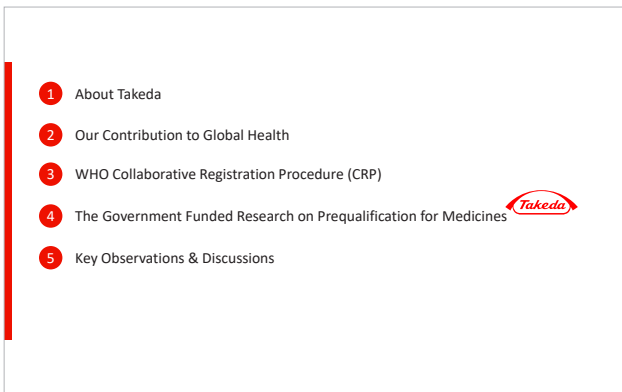 1 About Takeda
2 Our Contribution to Global Health
3 WHO Collaborative Registration Procedure (CRP)
4 The Government Funded Research on Prequalification for Medicines
Takeda
5 Key Observations & Discussions